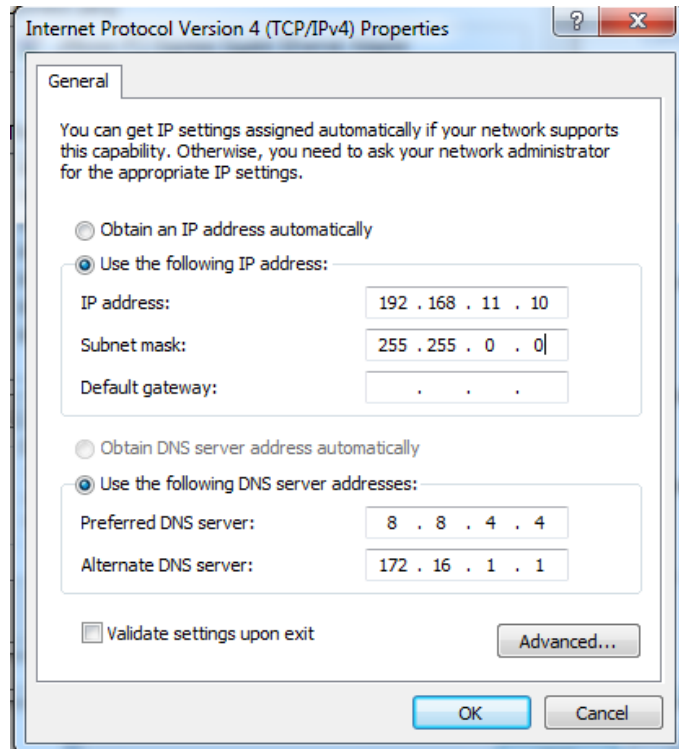 Internet Protocol Version 4 (TCP/IPv4) Properties
? X
General
You can get IP settings assigned automatically if your network supports
this capability. Otherwise, you need to ask your network administrator
for the appropriate IP settings.
Obtain an IP address automatically
Use the following IP address:
IP address: 192 . 168 . 11 . 10
Subnet mask: 255 . 255 . 0 . 0
Default gateway: . . .
Obtain DNS server address automatically
Use the following DNS server addresses:
Preferred DNS server: 8 . 8 . 4 . 4
Alternate DNS server: 172 . 16 . 1 . 1
Validate settings upon exit
Advanced...
OK Cancel